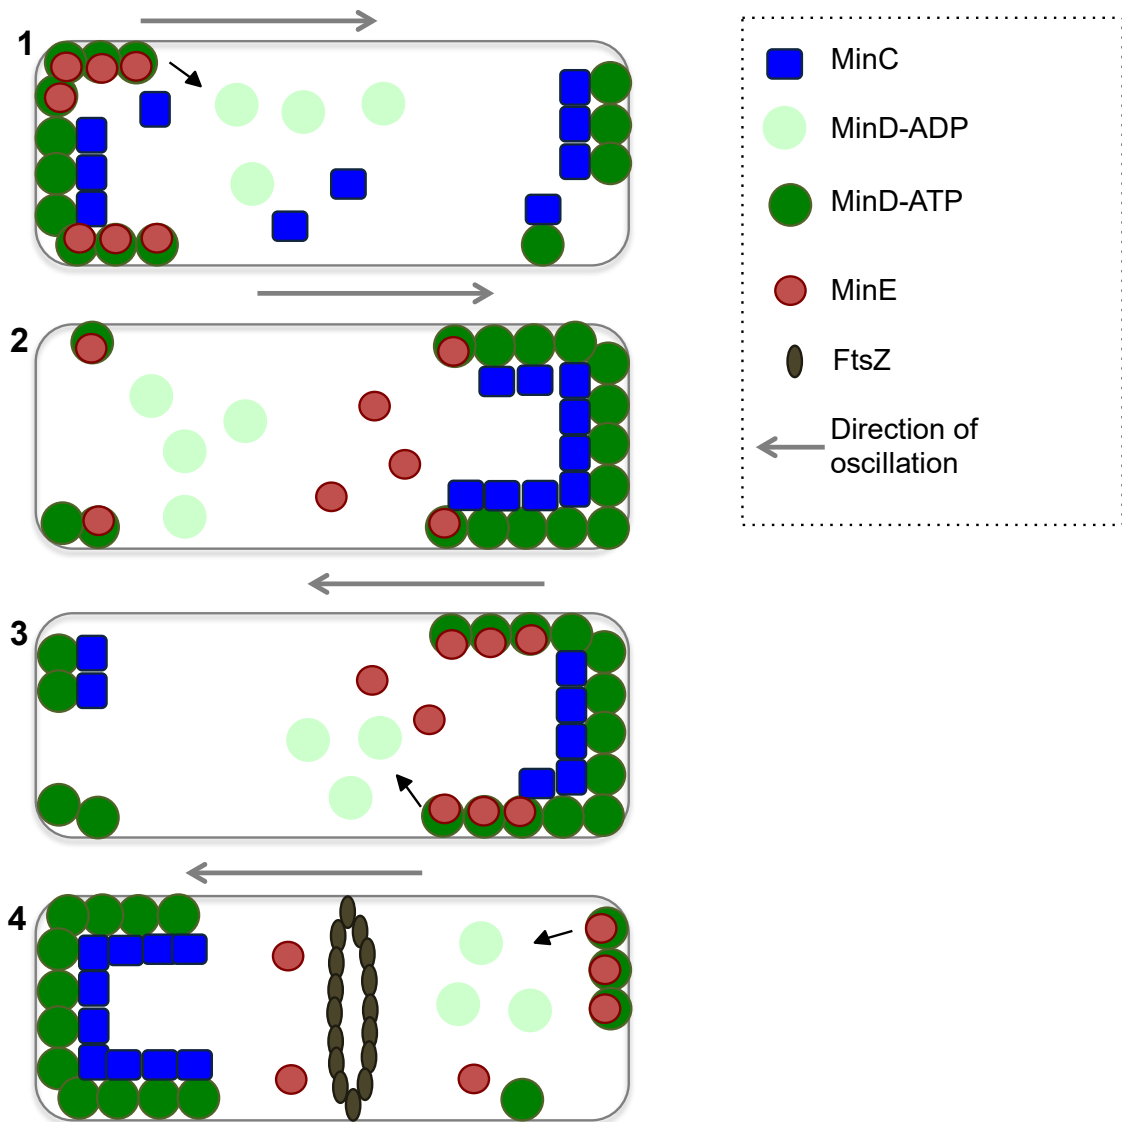 1
2
3
4
MinC
MinD-ADP
MinD-ATP
MinE
FtsZ
Direction of
oscillation